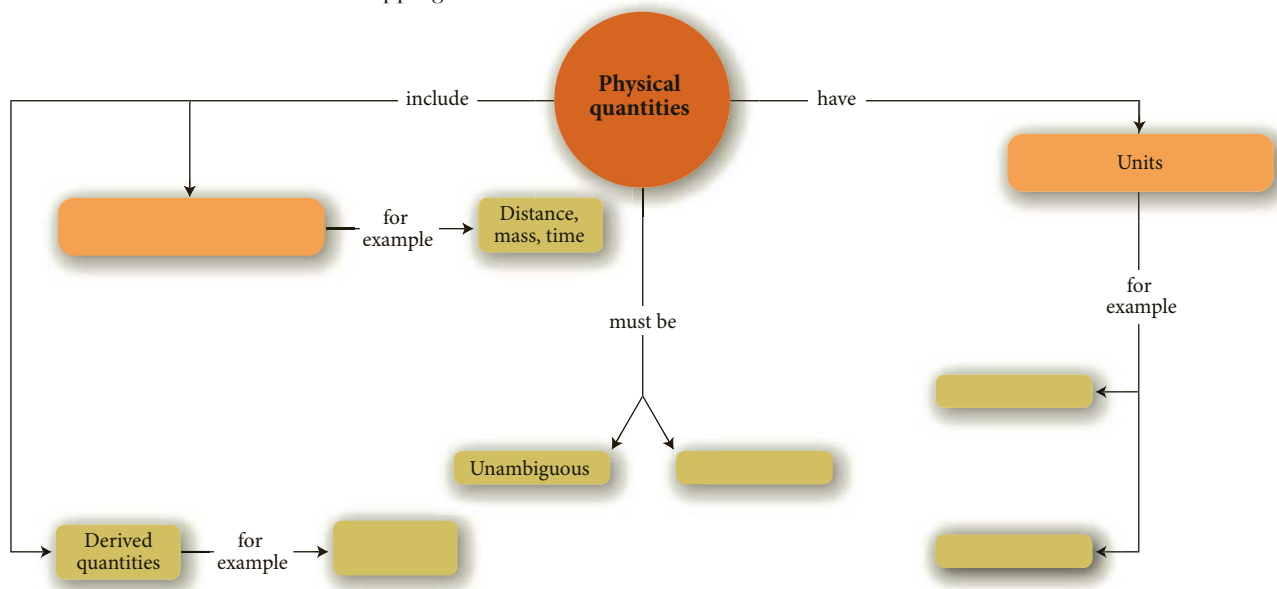 Physical
quantities
include
have
Units
for
example
Distance,
mass, time
for
example
must be
Unambiguous
Derived
quantities
for
example